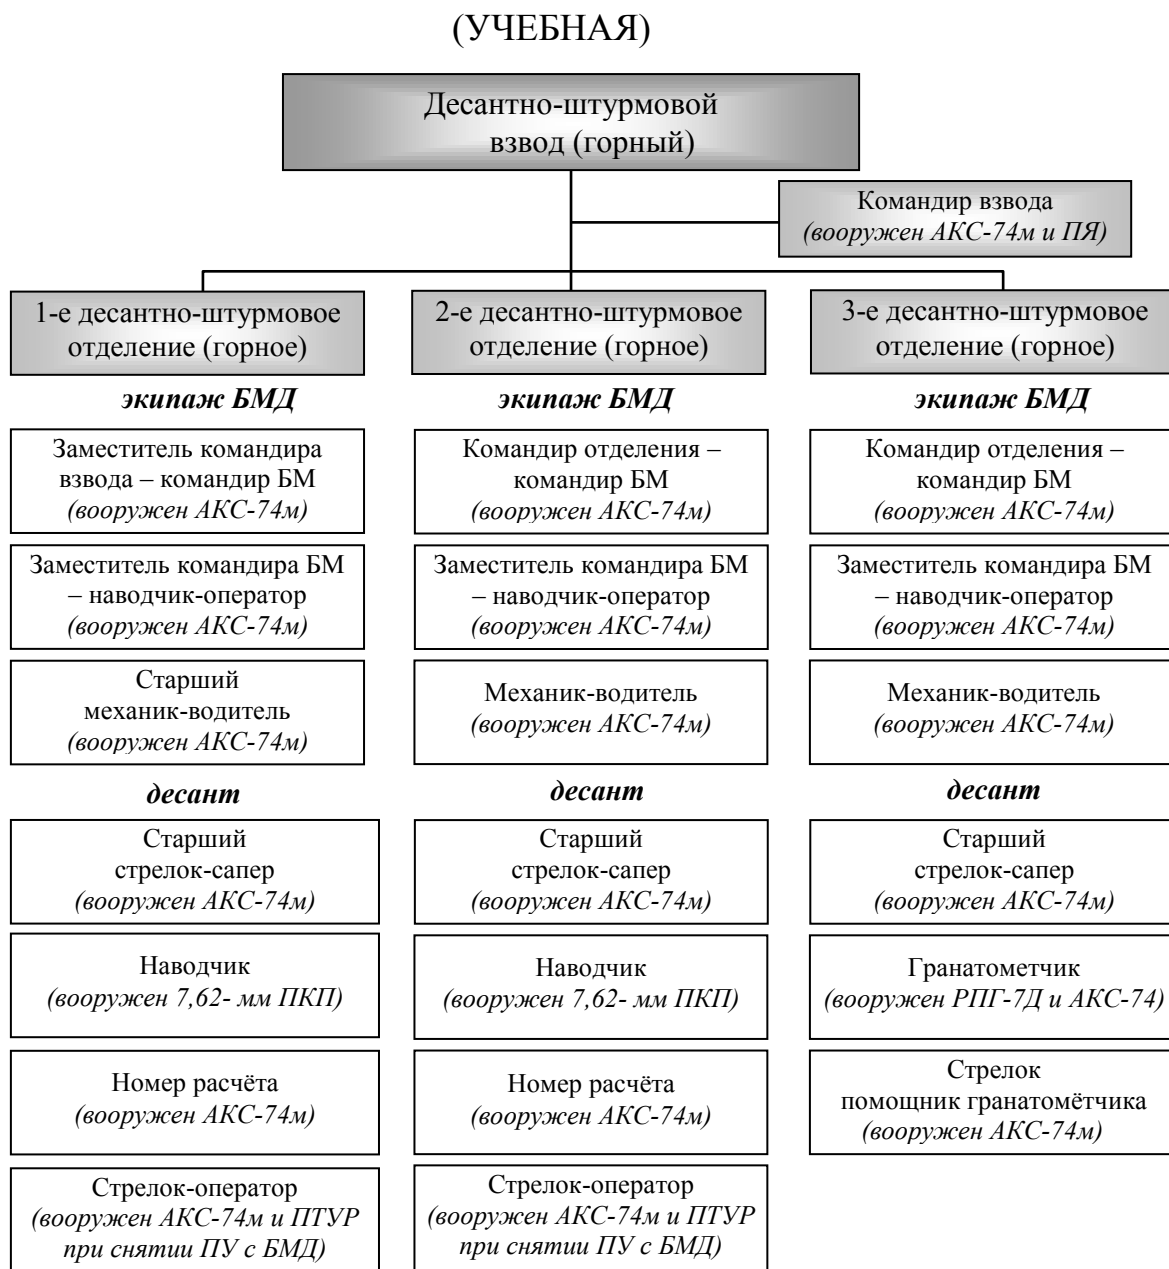 (УЧЕБНАЯ)
Десантно-штурмовой
взвод (горный)
Командир взвода
(вооружен АКС-74м и ПЯ)
1-е десантно-штурмовое
отделение (горное)
экипаж БМД
Заместитель командира
взвода – командир БМ
(вооружен АКС-74м)
Заместитель командира БМ
– наводчик-оператор
(вооружен АКС-74м)
Старший
механик-водитель
(вооружен АКС-74м)
десант
Старший
стрелок-сапер
(вооружен АКС-74м)
Наводчик
(вооружен 7,62- мм ПКП)
Номер расчёта
(вооружен АКС-74м)
Стрелок-оператор
(вооружен АКС-74м и ПТУР
при снятии ПУ с БМД)
2-е десантно-штурмовое
отделение (горное)
экипаж БМД
Командир отделения –
командир БМ
(вооружен АКС-74м)
Заместитель командира БМ
– наводчик-оператор
(вооружен АКС-74м)
Механик-водитель
(вооружен АКС-74м)
десант
Старший
стрелок-сапер
(вооружен АКС-74м)
Наводчик
(вооружен 7,62- мм ПКП)
Номер расчёта
(вооружен АКС-74м)
Стрелок-оператор
(вооружен АКС-74м и ПТУР
при снятии ПУ с БМД)
3-е десантно-штурмовое
отделение (горное)
экипаж БМД
Командир отделения –
командир БМ
(вооружен АКС-74м)
Заместитель командира БМ
– наводчик-оператор
(вооружен АКС-74м)
Механик-водитель
(вооружен АКС-74м)
десант
Старший
стрелок-сапер
(вооружен АКС-74м)
Гранатометчик
(вооружен РПГ-7Д и АКС-74)
Стрелок
помощник гранатомётчика
(вооружен АКС-74м)